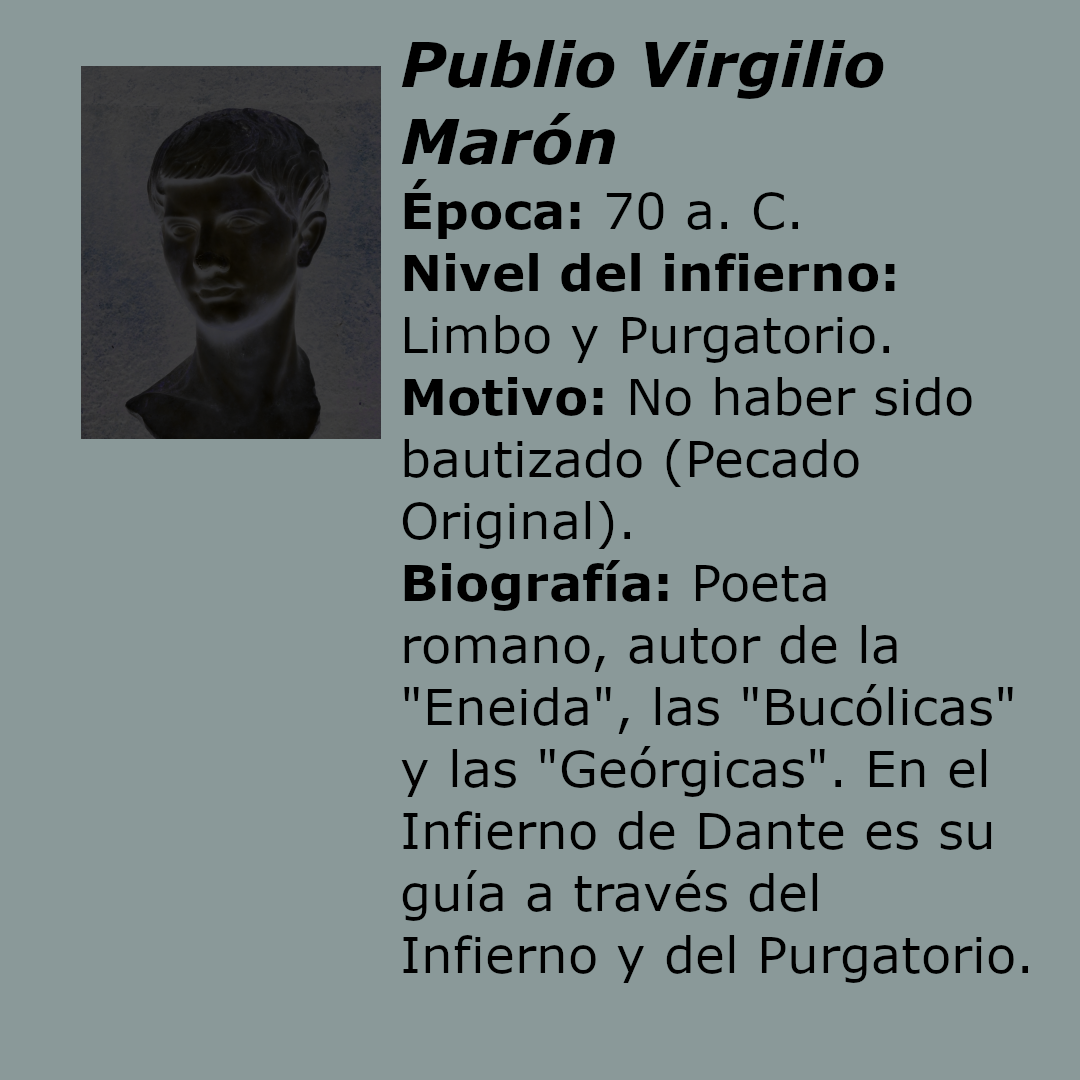 Publio Virgilio
Marón
Época: 70 a. C.
Nivel del infierno:
Limbo y Purgatorio.
Motivo: No haber sido
bautizado (Pecado
Original).
Biografía: Poeta
romano, autor de la
"Eneida", las "Bucólicas"
y las "Geórgicas". En el
Infierno de Dante es su
guía a través del
Infierno y del Purgatorio.